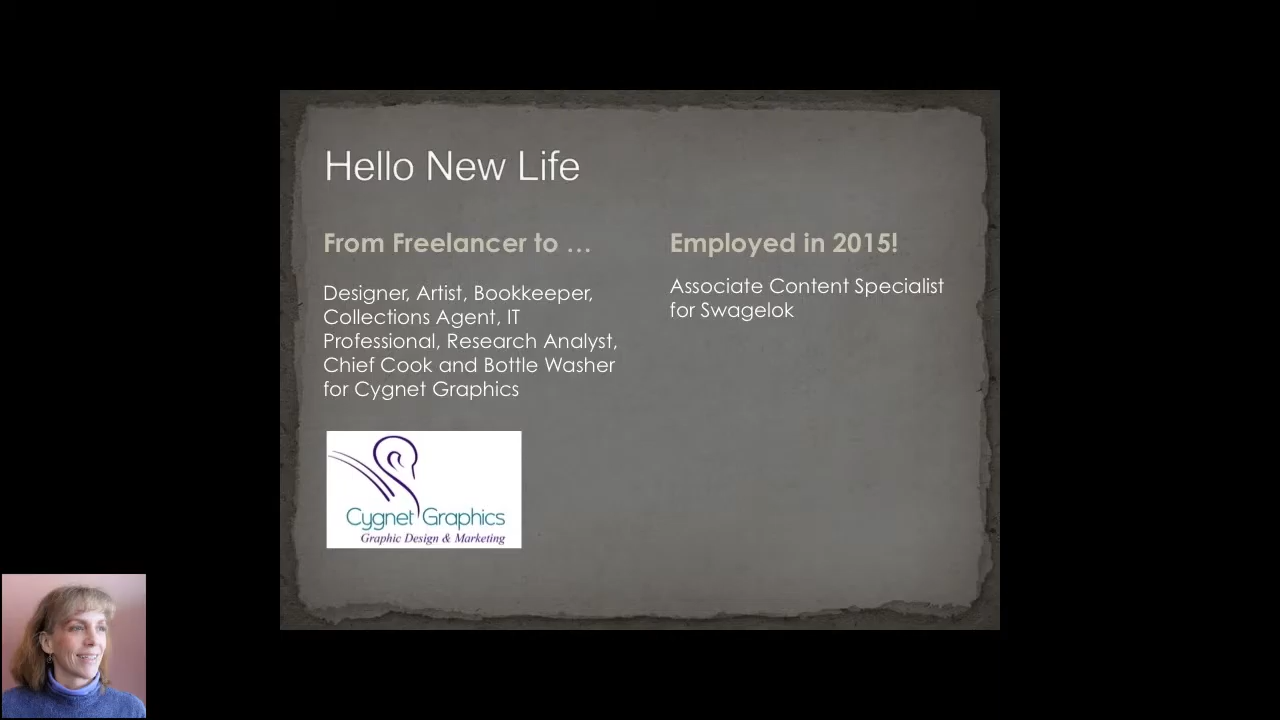 Hello New Life
From Freelancer to …
Designer, Artist, Bookkeeper,
Collections Agent, IT
Professional, Research Analyst,
Chief Cook and Bottle Washer
for Cygnet Graphics
Cygnet Graphics
Graphic Design & Marketing
Employed in 2015!
Associate Content Specialist
for Swagelok